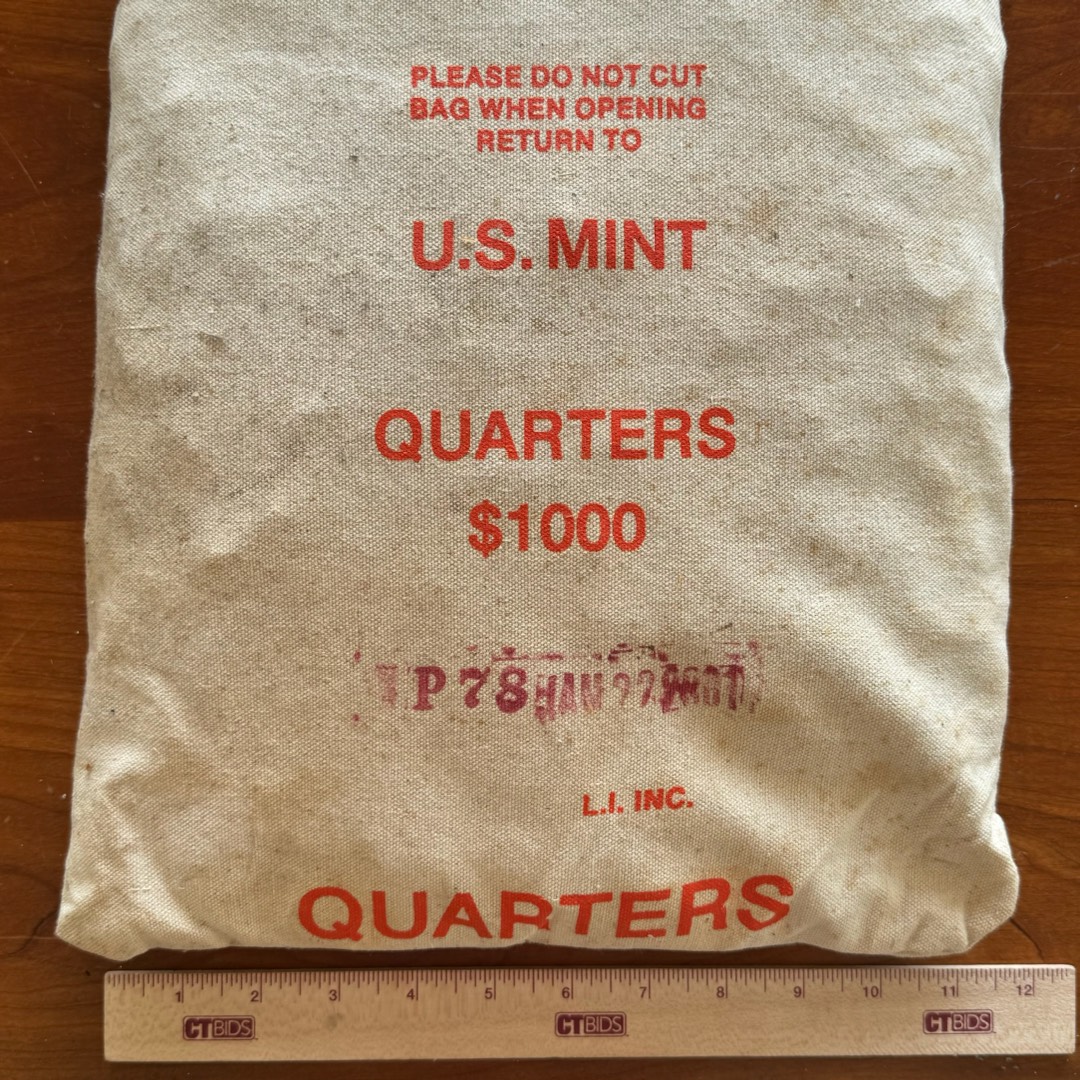 PLEASE DO NOT CUT
BAG WHEN OPENING
RETURN TO
U.S. MINT
QUARTERS
$1000
P 78
L.I. INC.
QUARTERS
1 2 3 4 5 6 7 8 9 10 11 12
CTBIDS CTBIDS CTBIDS